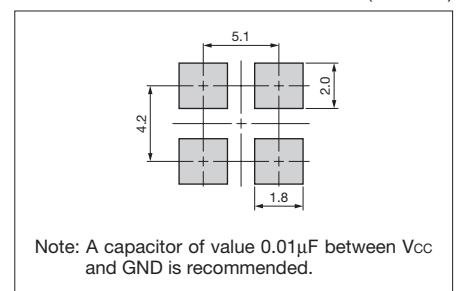 5.1
2.0
4.2
1.8
Note: A capacitor of value 0.01μF between Vcc
and GND is recommended.